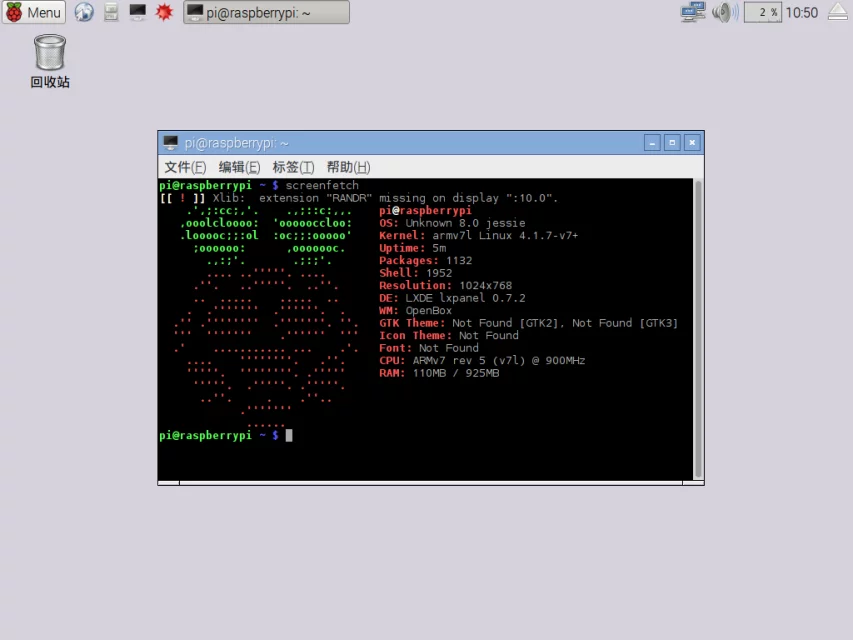 Menu
pi@raspberrypi: ~
2 %
10:50
回收站
pi@raspberrypi: ~
文件(F) 编辑(E) 标签(T) 帮助(H)
pi@raspberrypi ~ $ screenfetch
[[ ! ]] Xlib:  extension "RANDR" missing on display ":10.0".
pi@raspberrypi
OS: Unknown 8.0 jessie
Kernel: armv7l Linux 4.1.7-v7+
Uptime: 5m
Packages: 1132
Shell: 1952
Resolution: 1024x768
DE: LXDE lxpanel 0.7.2
WM: OpenBox
GTK Theme: Not Found [GTK2], Not Found [GTK3]
Icon Theme: Not Found
Font: Not Found
CPU: ARMv7 rev 5 (v7l) @ 900MHz
RAM: 110MB / 925MB
pi@raspberrypi ~ $